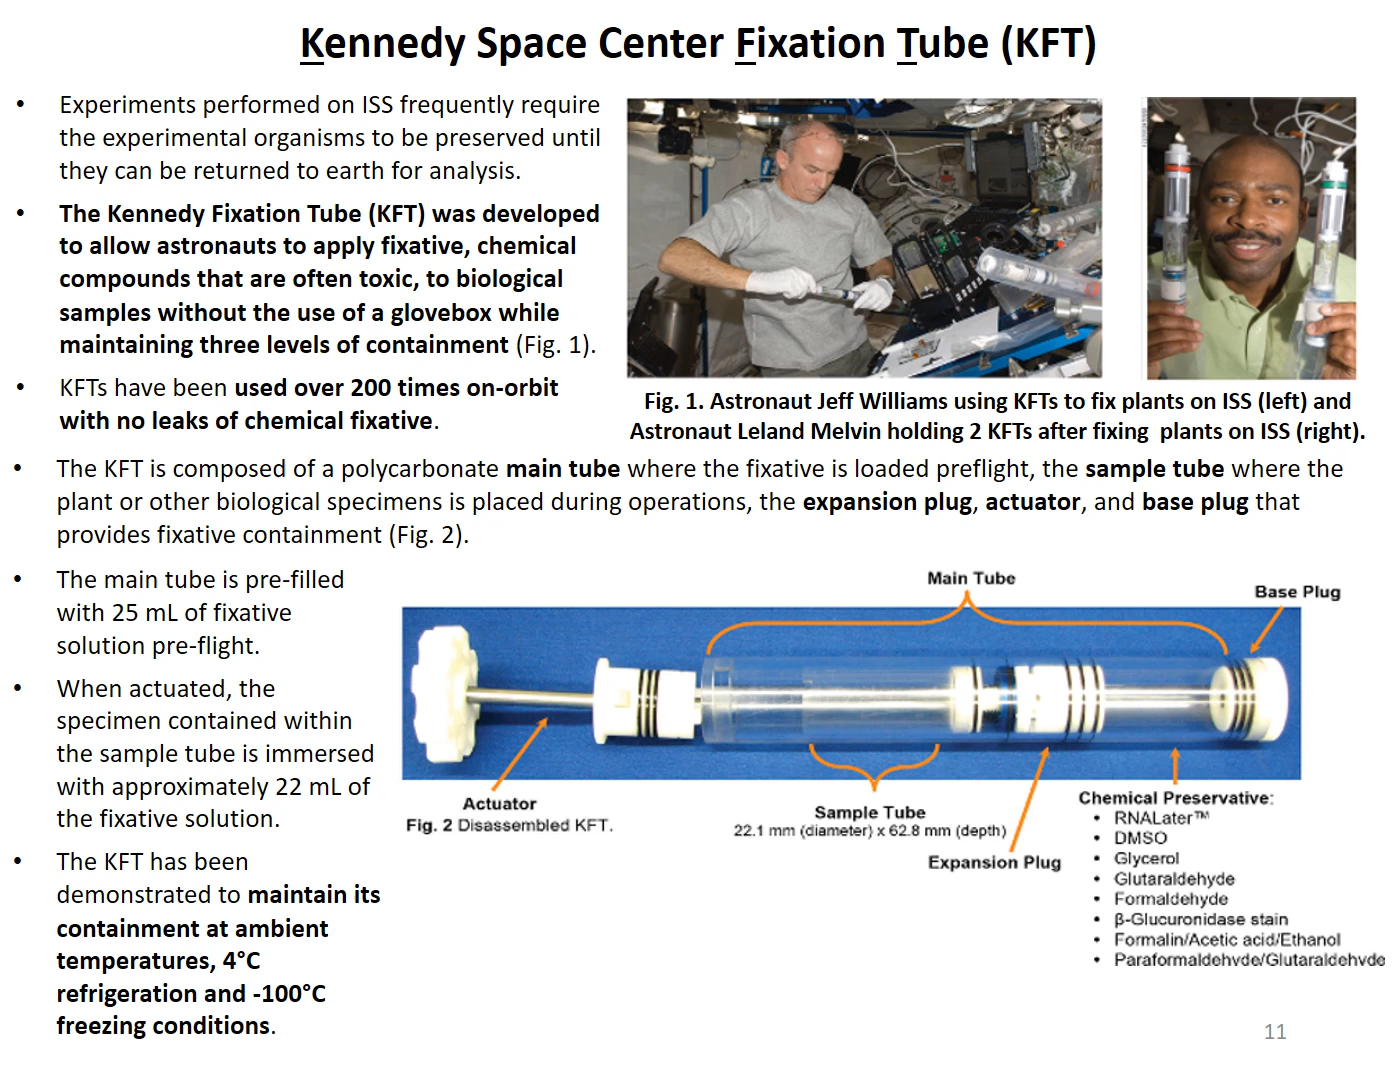 Kennedy Space Center Fixation Tube (KFT)
• Experiments performed on ISS frequently require
the experimental organisms to be preserved until
they can be returned to earth for analysis.
• The Kennedy Fixation Tube (KFT) was developed
to allow astronauts to apply fixative, chemical
compounds that are often toxic, to biological
samples without the use of a glovebox while
maintaining three levels of containment (Fig. 1).
• KFTs have been used over 200 times on-orbit
with no leaks of chemical fixative.
Fig. 1. Astronaut Jeff Williams using KFTs to fix plants on ISS (left) and
Astronaut Leland Melvin holding 2 KFTs after fixing plants on ISS (right).
• The KFT is composed of a polycarbonate main tube where the fixative is loaded preflight, the sample tube where the
plant or other biological specimens is placed during operations, the expansion plug, actuator, and base plug that
provides fixative containment (Fig. 2).
• The main tube is pre-filled
with 25 mL of fixative
solution pre-flight.
• When actuated, the
specimen contained within
the sample tube is immersed
with approximately 22 mL of
the fixative solution.
• The KFT has been
demonstrated to maintain its
containment at ambient
temperatures, 4°C
refrigeration and -100°C
freezing conditions.
Main Tube
Base Plug
Actuator
Fig. 2 Disassembled KFT.
Sample Tube
22.1 mm (diameter) x 62.8 mm (depth)
Expansion Plug
Chemical Preservative:
• RNALater™
• DMSO
• Glycerol
• Glutaraldehyde
• Formaldehyde
• β-Glucuronidase stain
• Formalin/Acetic acid/Ethanol
• Paraformaldehyde/Glutaraldehyde
11